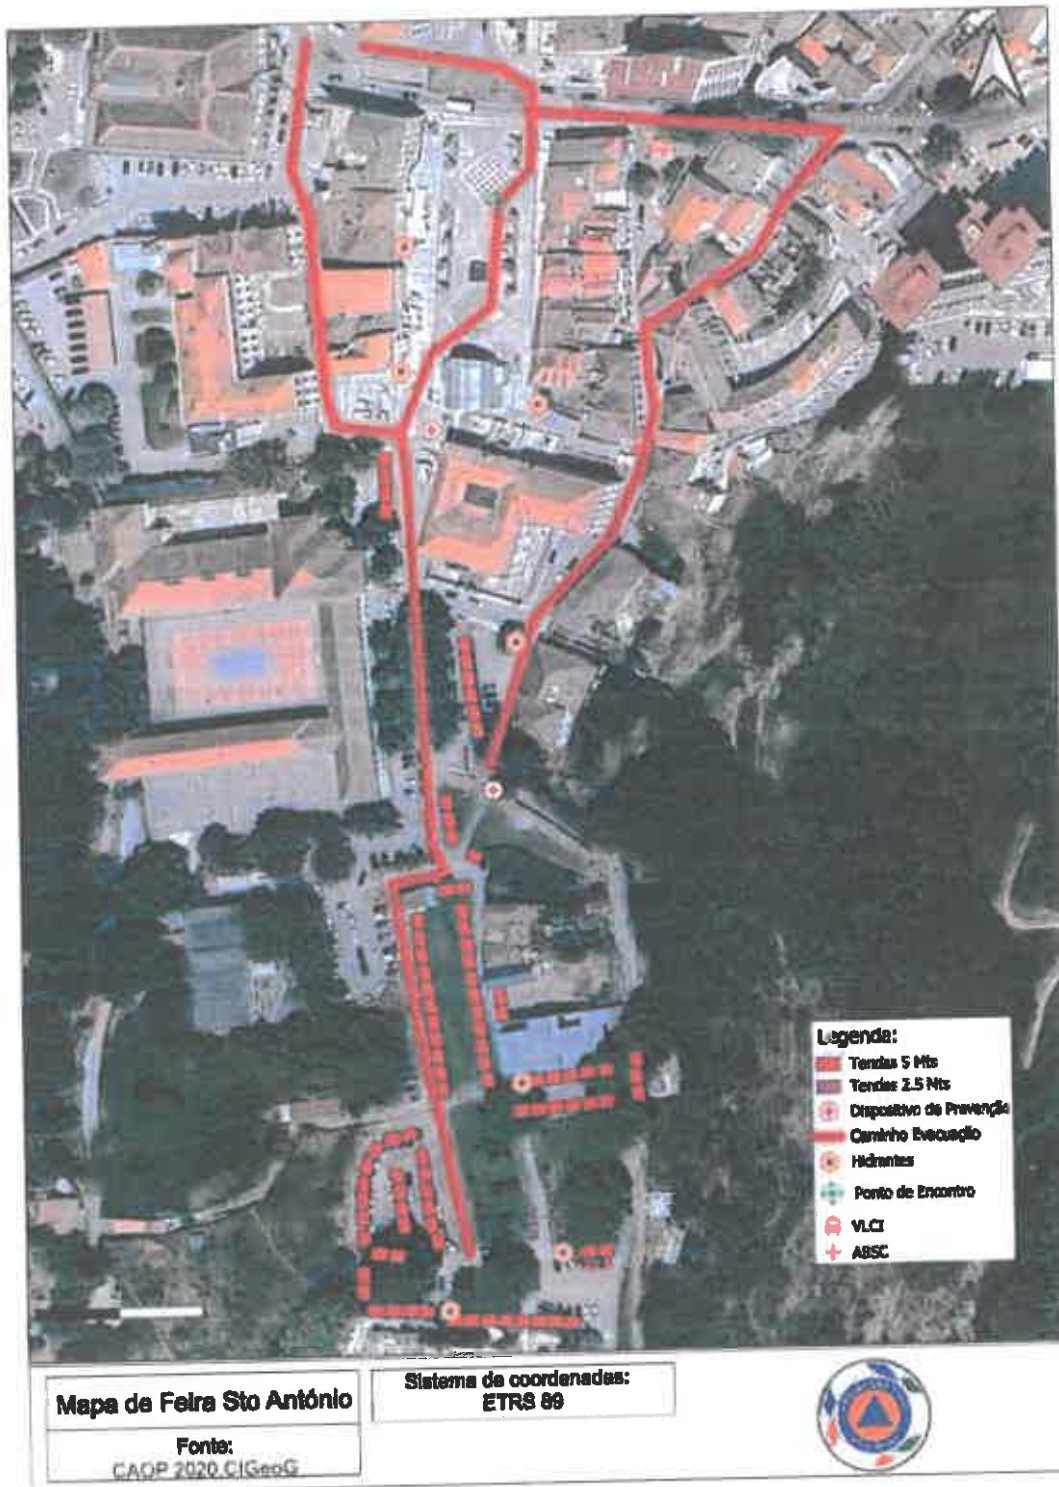 Legenda:
Tendas 5 Mts
Tendas 2.5 Mts
Dispositivo de Prevenção
Caminho Evacuação
Hidrantes
Ponto de Encontro
VLCI
ABSC
Mapa de Feira Sto António
Fonte:
CAOP 2020.CIGeoG
Sistema de coordenadas:
ETRS 89